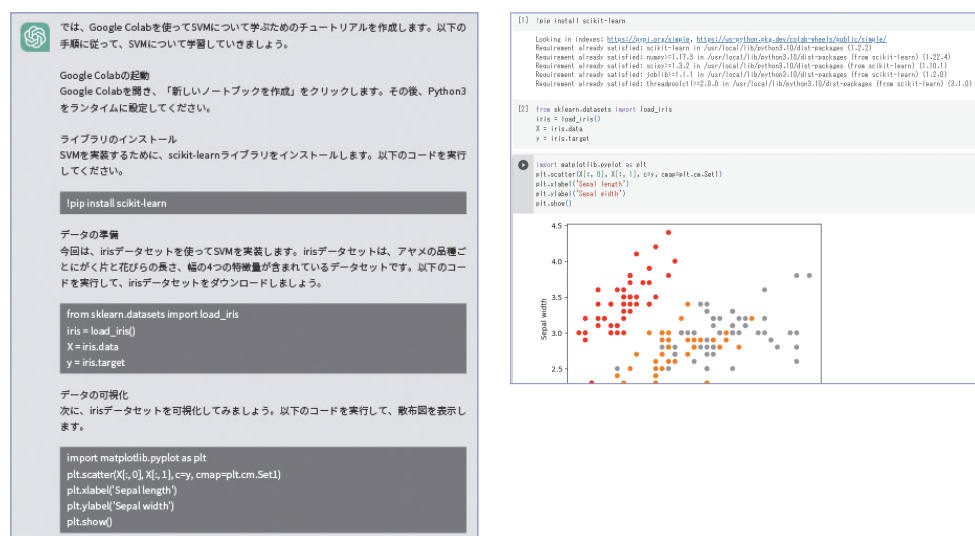 では、Google Colabを使ってSVMについて学ぶためのチュートリアルを作成します。以下の
手順に従って、SVMについて学習していきましょう。
Google Colabの起動
Google Colabを開き、「新しいノートブックを作成」をクリックします。その後、Python3
をランタイムに設定してください。
ライブラリのインストール
SVMを実装するために、scikit-learnライブラリをインストールします。以下のコードを実行
してください。
!pip install scikit-learn
データの準備
今回は、irisデータセットを使ってSVMを実装します。irisデータセットは、アヤメの品種ご
とにがく片と花びらの長さ、幅の4つの特徴量が含まれているデータセットです。以下のコー
ドを実行して、irisデータセットをダウンロードしましょう。
from sklearn.datasets import load_iris
iris = load_iris()
X = iris.data
y = iris.target
データの可視化
次に、irisデータセットを可視化してみましょう。以下のコードを実行して、散布図を表示し
ます。
import matplotlib.pyplot as plt
plt.scatter(X[:, 0], X[:, 1], c=y, cmap=plt.cm.Set1)
plt.xlabel('Sepal length')
plt.ylabel('Sepal width')
plt.show()
[1] !pip install scikit-learn
Looking in indexes: https://pypi.org/simple, https://us-python.pkg.dev/colab-wheels/public/simple/
Requirement already satisfied: scikit-learn in /usr/local/lib/python3.10/dist-packages (1.2.2)
Requirement already satisfied: numpy>=1.17.3 in /usr/local/lib/python3.10/dist-packages (from scikit-learn) (1.22.4)
Requirement already satisfied: scipy>=1.3.2 in /usr/local/lib/python3.10/dist-packages (from scikit-learn) (1.10.1)
Requirement already satisfied: joblib>=1.1.1 in /usr/local/lib/python3.10/dist-packages (from scikit-learn) (1.2.0)
Requirement already satisfied: threadpoolctl>=2.0.0 in /usr/local/lib/python3.10/dist-packages (from scikit-learn) (3.1.0)
[2] from sklearn.datasets import load_iris
iris = load_iris()
X = iris.data
y = iris.target
import matplotlib.pyplot as plt
plt.scatter(X[:, 0], X[:, 1], c=y, cmap=plt.cm.Set1)
plt.xlabel('Sepal length')
plt.ylabel('Sepal width')
plt.show()
4.5
4.0
3.5
3.0
2.5
Sepal width